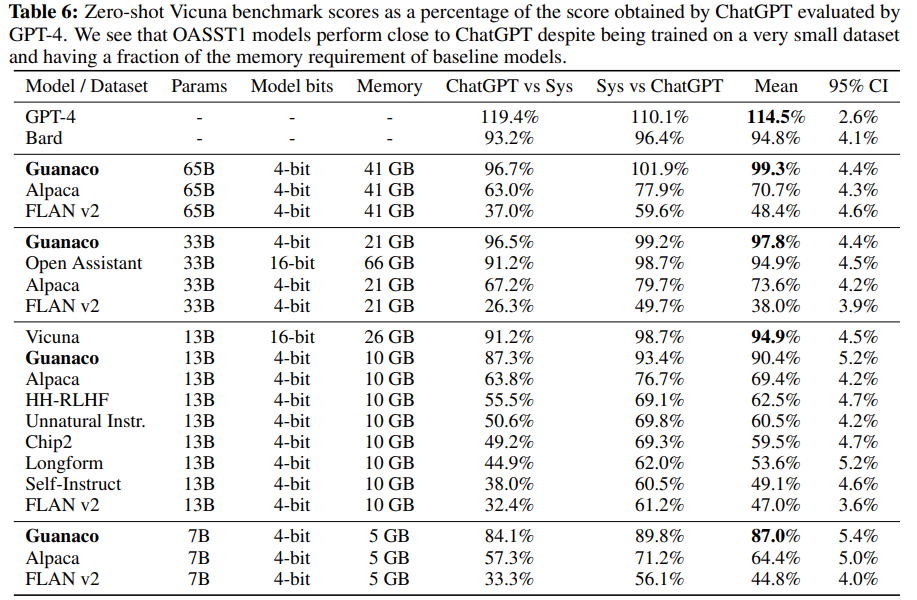 Table 6: Zero-shot Vicuna benchmark scores as a percentage of the score obtained by ChatGPT evaluated by
GPT-4. We see that OASST1 models perform close to ChatGPT despite being trained on a very small dataset
and having a fraction of the memory requirement of baseline models.
Model / Dataset Params Model bits Memory ChatGPT vs Sys Sys vs ChatGPT Mean 95% CI
GPT-4 - - - 119.4% 110.1% 114.5% 2.6%
Bard - - - 93.2% 96.4% 94.8% 4.1%
Guanaco 65B 4-bit 41 GB 96.7% 101.9% 99.3% 4.4%
Alpaca 65B 4-bit 41 GB 63.0% 77.9% 70.7% 4.3%
FLAN v2 65B 4-bit 41 GB 37.0% 59.6% 48.4% 4.6%
Guanaco 33B 4-bit 21 GB 96.5% 99.2% 97.8% 4.4%
Open Assistant 33B 16-bit 66 GB 91.2% 98.7% 94.9% 4.5%
Alpaca 33B 4-bit 21 GB 67.2% 79.7% 73.6% 4.2%
FLAN v2 33B 4-bit 21 GB 26.3% 49.7% 38.0% 3.9%
Vicuna 13B 16-bit 26 GB 91.2% 98.7% 94.9% 4.5%
Guanaco 13B 4-bit 10 GB 87.3% 93.4% 90.4% 5.2%
Alpaca 13B 4-bit 10 GB 63.8% 76.7% 69.4% 4.2%
HH-RLHF 13B 4-bit 10 GB 55.5% 69.1% 62.5% 4.7%
Unnatural Instr. 13B 4-bit 10 GB 50.6% 69.8% 60.5% 4.2%
Chip2 13B 4-bit 10 GB 49.2% 69.3% 59.5% 4.7%
Longform 13B 4-bit 10 GB 44.9% 62.0% 53.6% 5.2%
Self-Instruct 13B 4-bit 10 GB 38.0% 60.5% 49.1% 4.6%
FLAN v2 13B 4-bit 10 GB 32.4% 61.2% 47.0% 3.6%
Guanaco 7B 4-bit 5 GB 84.1% 89.8% 87.0% 5.4%
Alpaca 7B 4-bit 5 GB 57.3% 71.2% 64.4% 5.0%
FLAN v2 7B 4-bit 5 GB 33.3% 56.1% 44.8% 4.0%